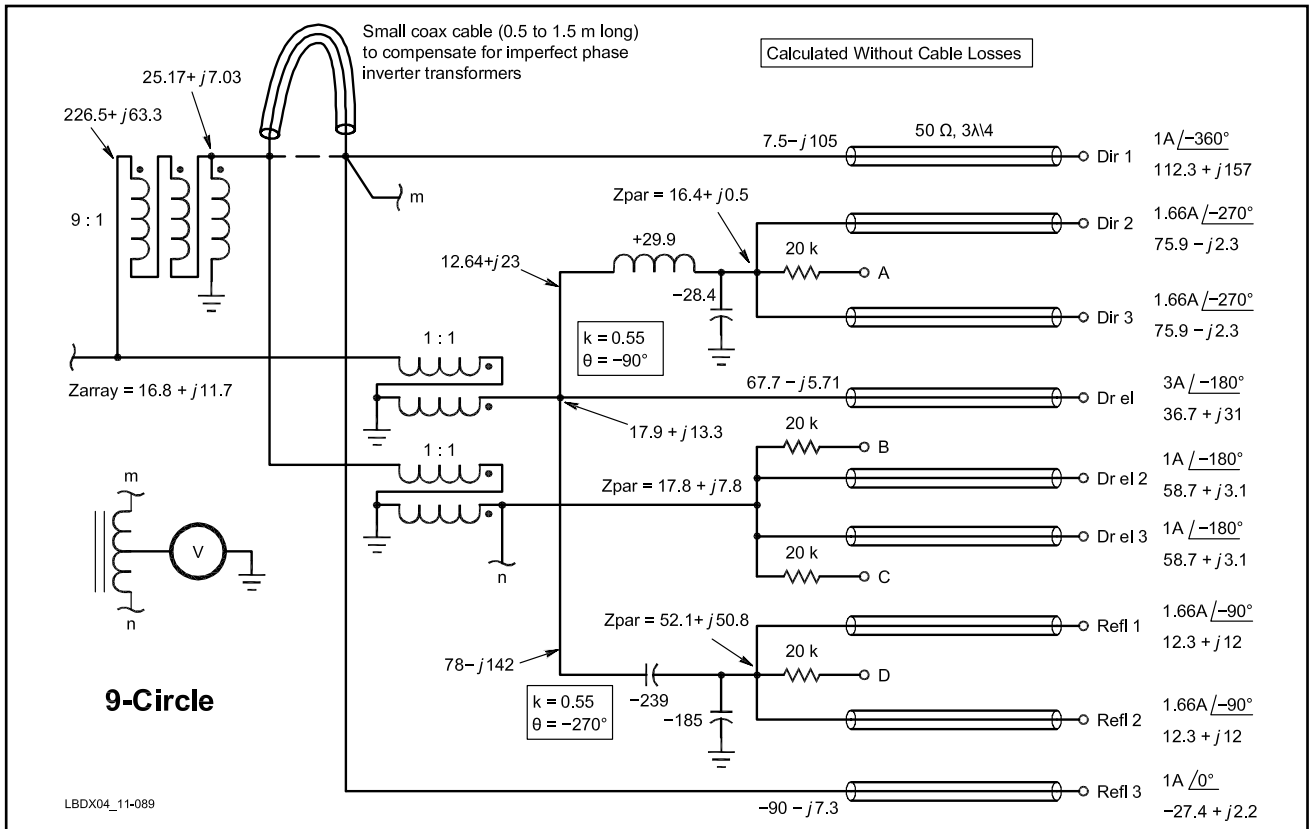 Small coax cable (0.5 to 1.5 m long)
to compensate for imperfect phase
inverter transformers
Calculated Without Cable Losses
25.17+ j7.03
226.5+ j63.3
9 : 1
m
7.5− j105
50 Ω, 3λ\4
Dir 1
1A /−360°
112.3 + j157
Zpar = 16.4+ j0.5
Dir 2
1.66A /−270°
75.9 − j2.3
+29.9
20 k
A
12.64+j23
−28.4
Dir 3
1.66A /−270°
75.9 − j2.3
k = 0.55
θ = −90°
1 : 1
Zarray = 16.8 + j11.7
67.7 − j5.71
Dr el
3A /−180°
36.7 + j31
17.9 + j13.3
20 k
B
1 : 1
Zpar = 17.8 + j7.8
Dr el 2
1A /−180°
58.7 + j3.1
Dr el 3
1A /−180°
58.7 + j3.1
20 k
C
m
V
n
n
Zpar = 52.1+ j50.8
Refl 1
1.66A /−90°
12.3 + j12
20 k
D
78− j142
−239
−185
k = 0.55
θ = −270°
Refl 2
1.66A /−90°
12.3 + j12
9-Circle
−90 − j7.3
Refl 3
1A /0°
−27.4 + j2.2
LBDX04_11-089